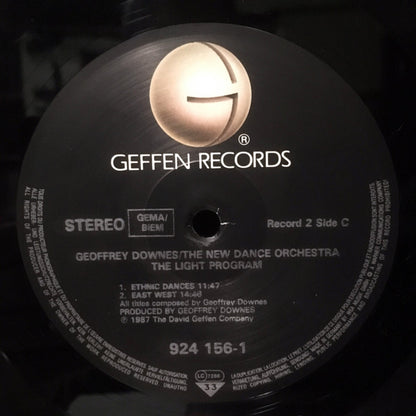 ®
GEFFEN RECORDS
STEREO
GEMA/
BIEM
Record 2 Side C
GEOFFREY DOWNES/THE NEW DANCE ORCHESTRA
THE LIGHT PROGRAM
1. ETHNIC DANCES 11:47
2. EAST WEST 14:46
All titles composed by Geoffrey Downes
Produced by GEOFFREY DOWNES
℗ 1987 The David Geffen Company
924 156-1
LC 7266
33